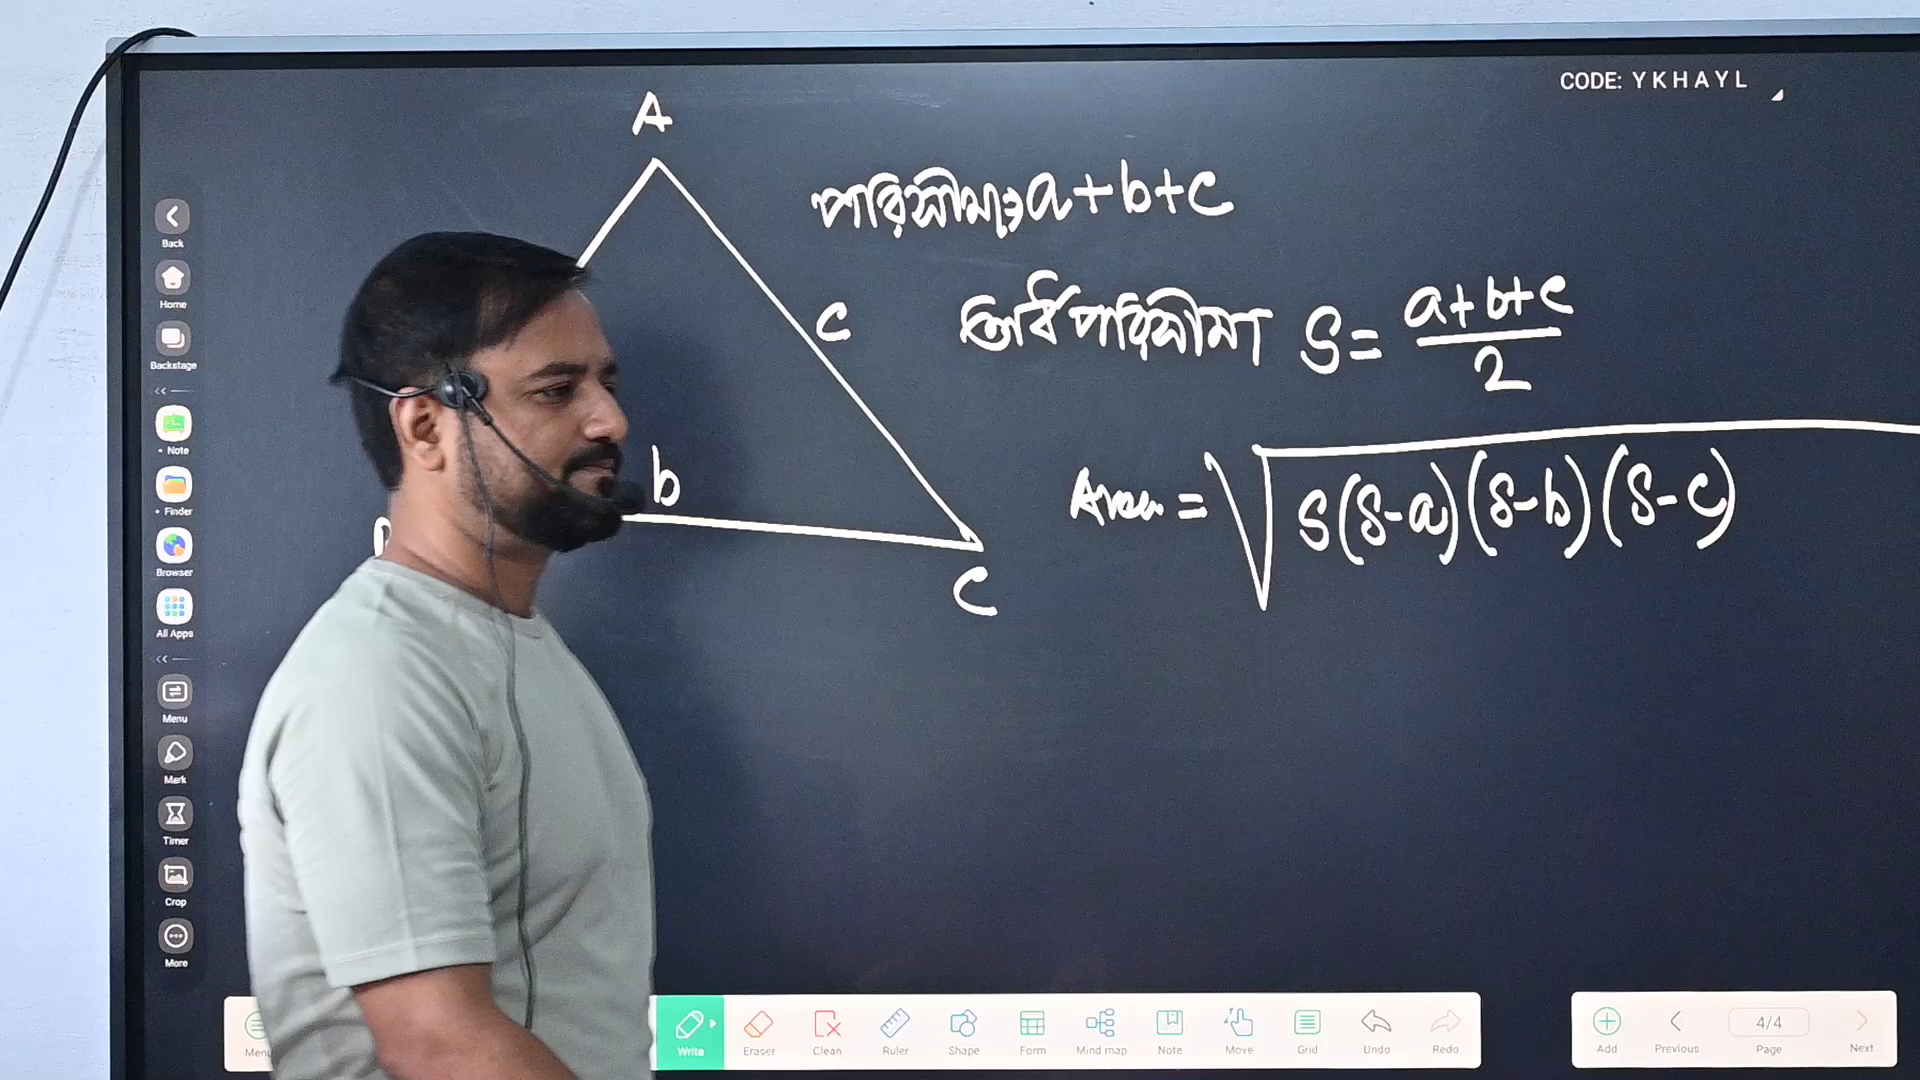 CODE: YKHAYL
A
পরিসীমাঃ a+b+c
c
অর্ধপরিসীমা S = a+b+c / 2
b
Area = √S(S-a)(S-b)(S-c)
C
Back
Home
Backstage
Note
Finder
Browser
All Apps
Menu
Mark
Timer
Crop
More
Write Eraser Clean Ruler Shape Form Mind map Note Move Grid Undo Redo
Add Previous 4/4 Page Next